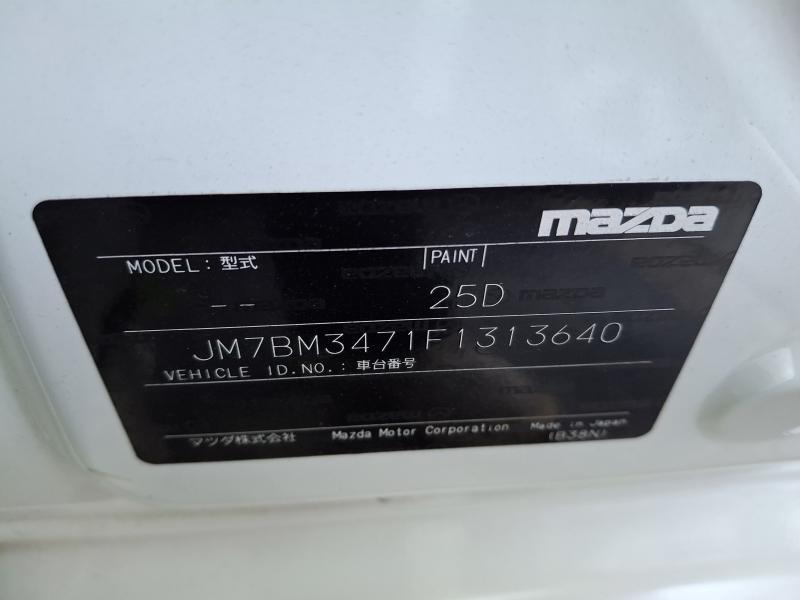 mazda
MODEL：型式 PAINT
-- 25D
JM7BM3471F1313640
VEHICLE ID.NO.：車台番号
マツダ株式会社 Mazda Motor Corporation Made in Japan
(B38N)